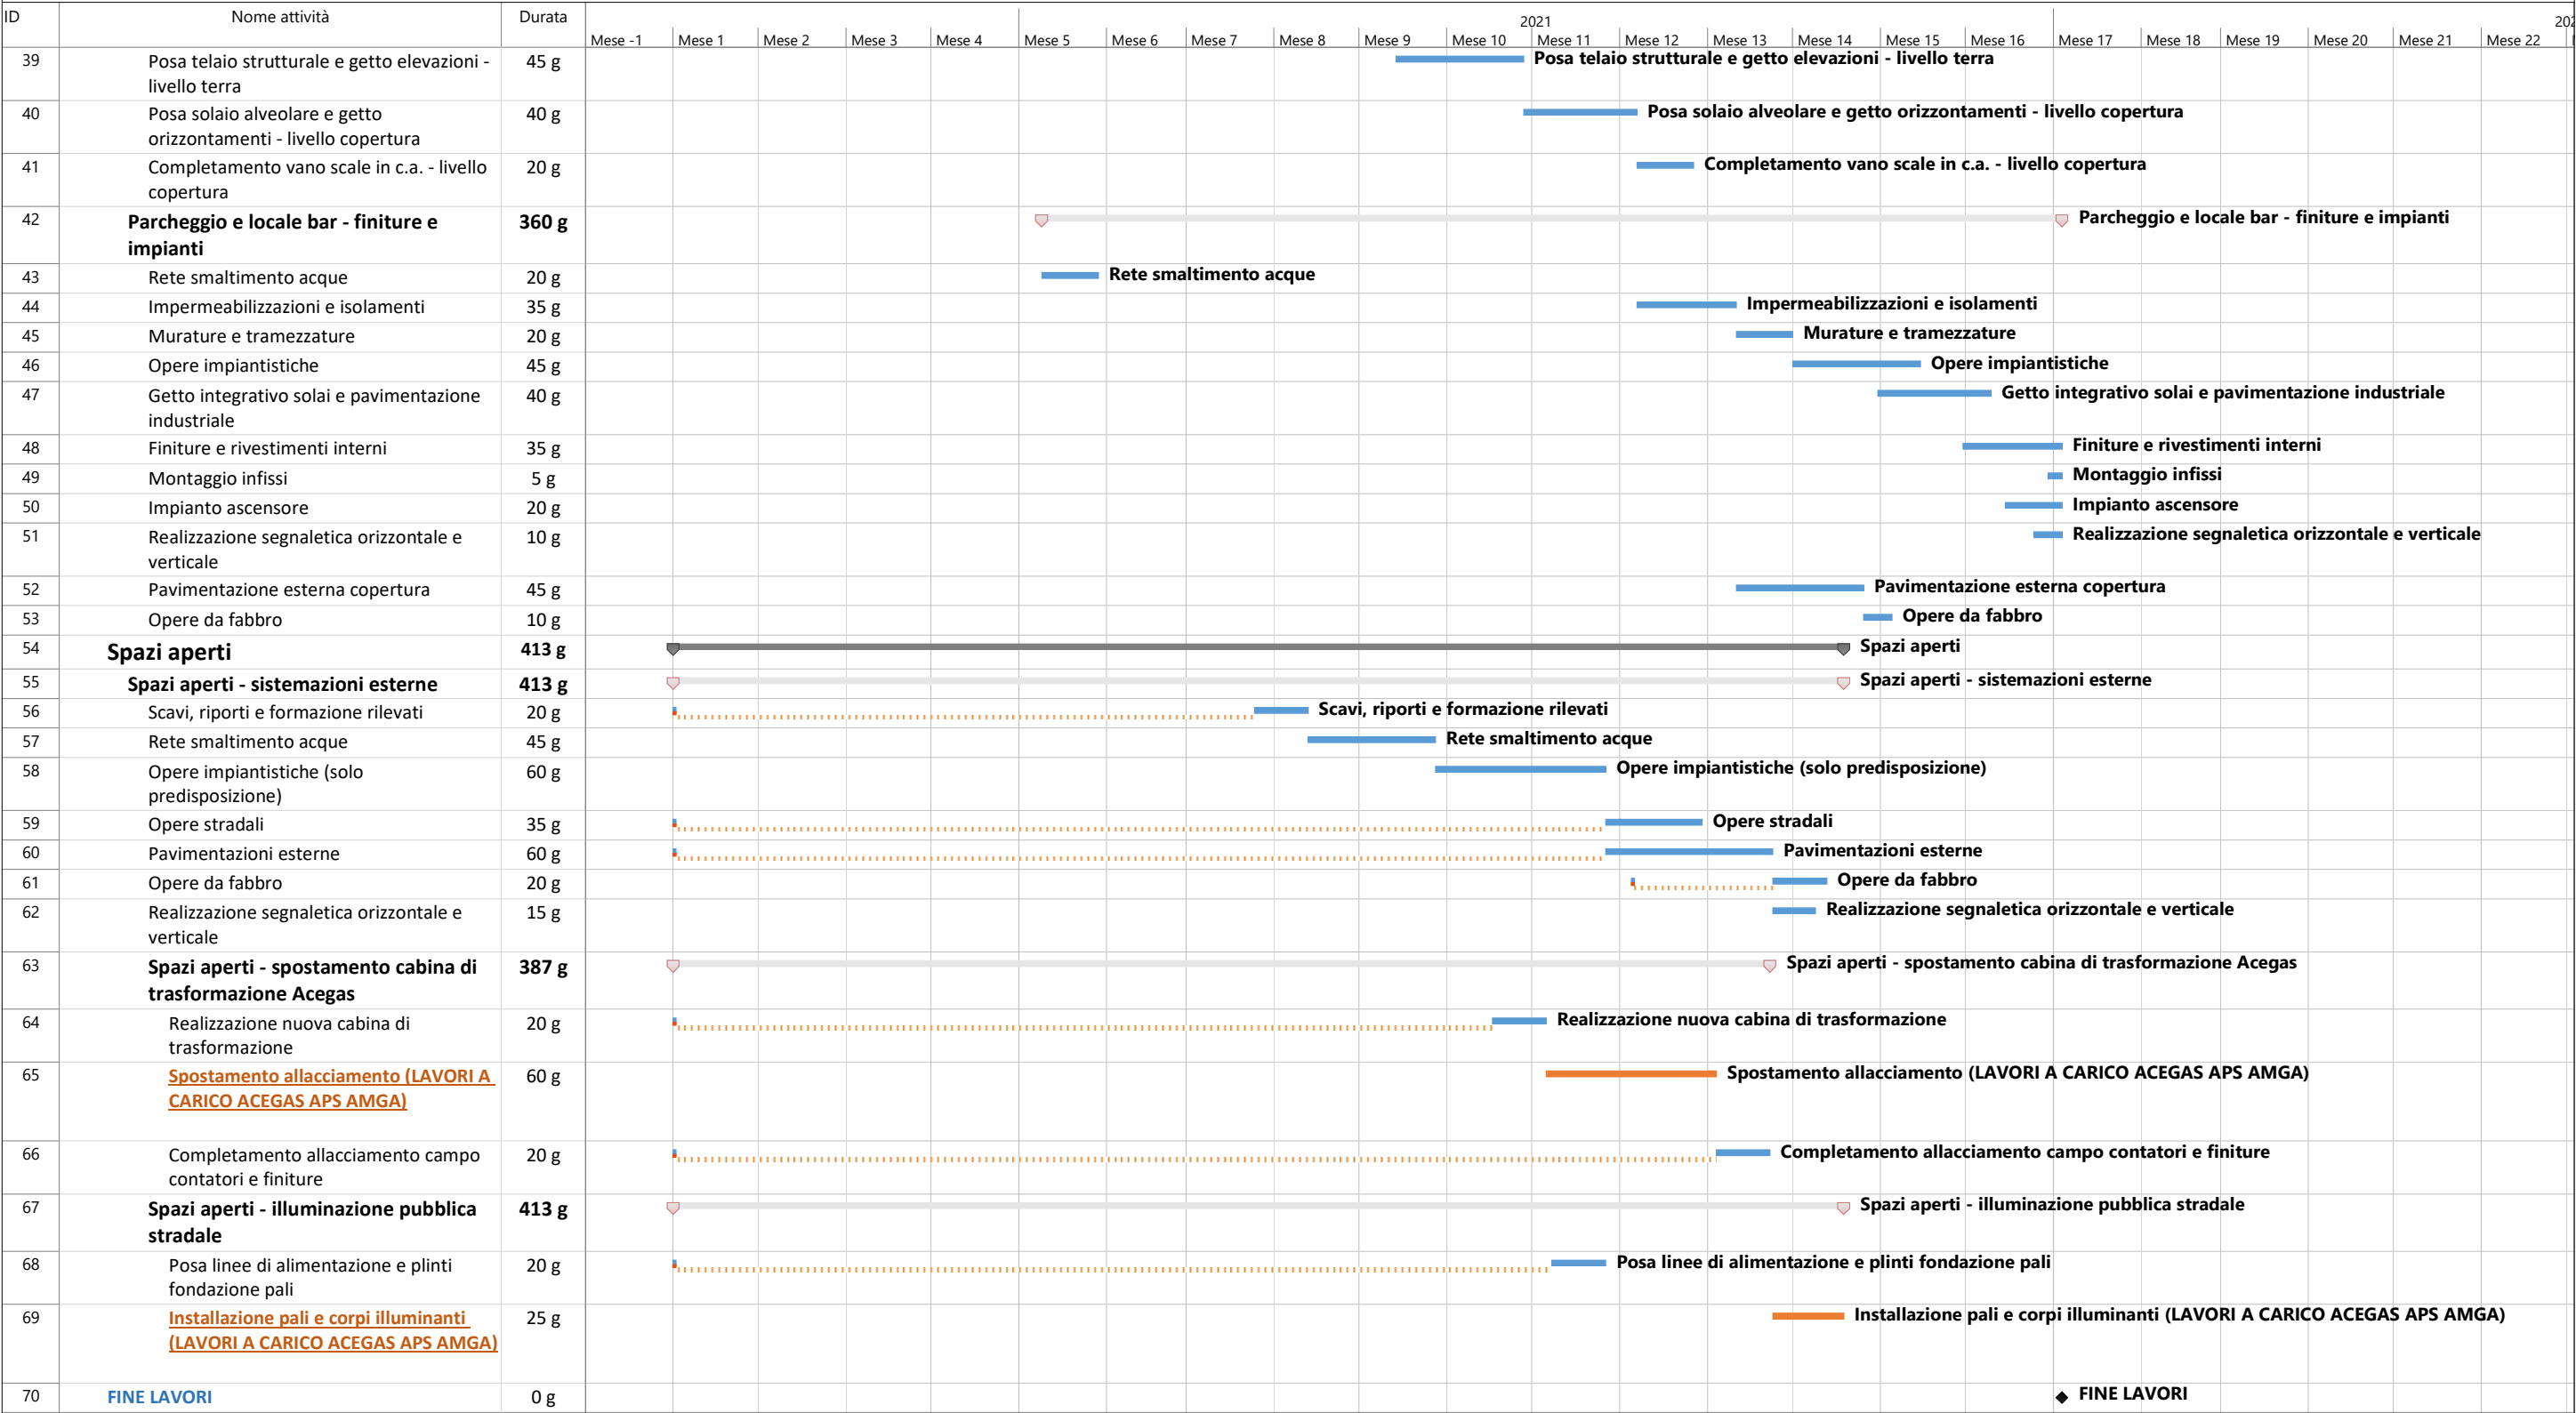 ID Nome attività Durata 2021 202
Mese -1 Mese 1 Mese 2 Mese 3 Mese 4 Mese 5 Mese 6 Mese 7 Mese 8 Mese 9 Mese 10 Mese 11 Mese 12 Mese 13 Mese 14 Mese 15 Mese 16 Mese 17 Mese 18 Mese 19 Mese 20 Mese 21 Mese 22
39 Posa telaio strutturale e getto elevazioni - 45 g Posa telaio strutturale e getto elevazioni - livello terra
livello terra
40 Posa solaio alveolare e getto 40 g Posa solaio alveolare e getto orizzontamenti - livello copertura
orizzontamenti - livello copertura
41 Completamento vano scale in c.a. - livello 20 g Completamento vano scale in c.a. - livello copertura
copertura
42 Parcheggio e locale bar - finiture e 360 g Parcheggio e locale bar - finiture e impianti
impianti
43 Rete smaltimento acque 20 g Rete smaltimento acque
44 Impermeabilizzazioni e isolamenti 35 g Impermeabilizzazioni e isolamenti
45 Murature e tramezzature 20 g Murature e tramezzature
46 Opere impiantistiche 45 g Opere impiantistiche
47 Getto integrativo solai e pavimentazione 40 g Getto integrativo solai e pavimentazione industriale
industriale
48 Finiture e rivestimenti interni 35 g Finiture e rivestimenti interni
49 Montaggio infissi 5 g Montaggio infissi
50 Impianto ascensore 20 g Impianto ascensore
51 Realizzazione segnaletica orizzontale e 10 g Realizzazione segnaletica orizzontale e verticale
verticale
52 Pavimentazione esterna copertura 45 g Pavimentazione esterna copertura
53 Opere da fabbro 10 g Opere da fabbro
54 Spazi aperti 413 g Spazi aperti
55 Spazi aperti - sistemazioni esterne 413 g Spazi aperti - sistemazioni esterne
56 Scavi, riporti e formazione rilevati 20 g Scavi, riporti e formazione rilevati
57 Rete smaltimento acque 45 g Rete smaltimento acque
58 Opere impiantistiche (solo 60 g Opere impiantistiche (solo predisposizione)
predisposizione)
59 Opere stradali 35 g Opere stradali
60 Pavimentazioni esterne 60 g Pavimentazioni esterne
61 Opere da fabbro 20 g Opere da fabbro
62 Realizzazione segnaletica orizzontale e 15 g Realizzazione segnaletica orizzontale e verticale
verticale
63 Spazi aperti - spostamento cabina di 387 g Spazi aperti - spostamento cabina di trasformazione Acegas
trasformazione Acegas
64 Realizzazione nuova cabina di 20 g Realizzazione nuova cabina di trasformazione
trasformazione
65 Spostamento allacciamento (LAVORI A 60 g Spostamento allacciamento (LAVORI A CARICO ACEGAS APS AMGA)
CARICO ACEGAS APS AMGA)
66 Completamento allacciamento campo 20 g Completamento allacciamento campo contatori e finiture
contatori e finiture
67 Spazi aperti - illuminazione pubblica 413 g Spazi aperti - illuminazione pubblica stradale
stradale
68 Posa linee di alimentazione e plinti 20 g Posa linee di alimentazione e plinti fondazione pali
fondazione pali
69 Installazione pali e corpi illuminanti 25 g Installazione pali e corpi illuminanti (LAVORI A CARICO ACEGAS APS AMGA)
(LAVORI A CARICO ACEGAS APS AMGA)
70 FINE LAVORI 0 g FINE LAVORI